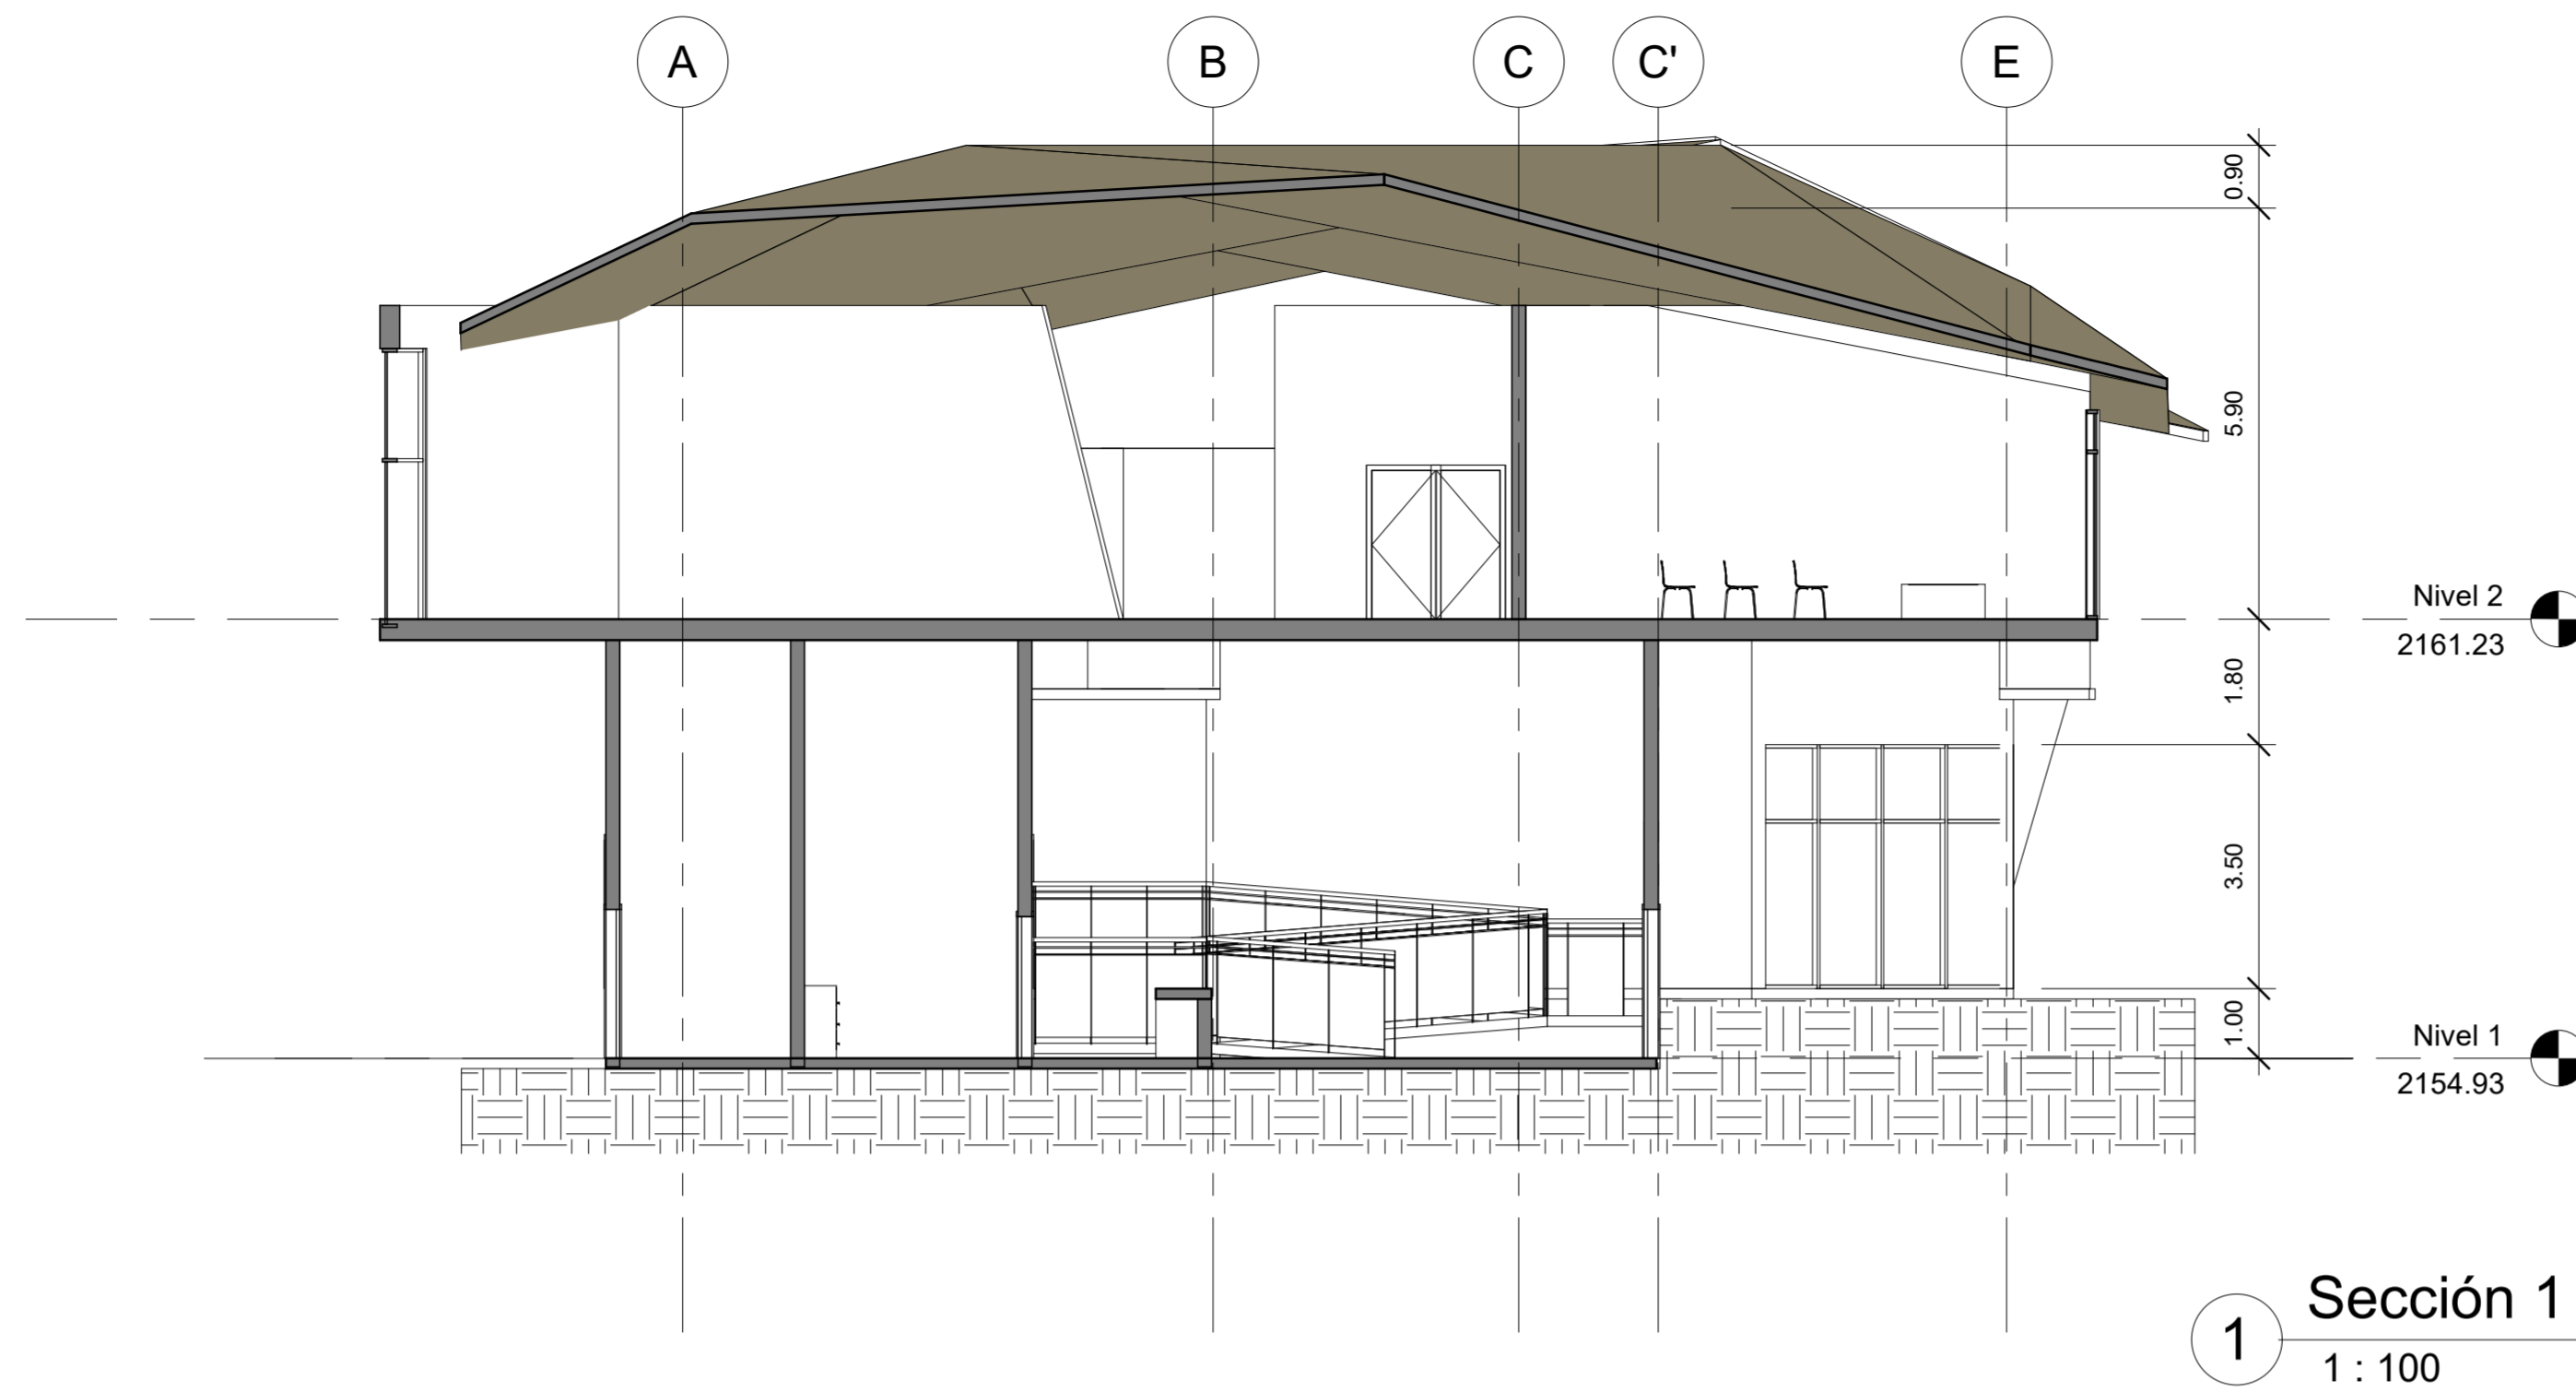 A
B
C
C'
E
0.90
5.90
Nivel 2
2161.23
1.80
3.50
1.00
Nivel 1
2154.93
1
Sección 1
1 : 100